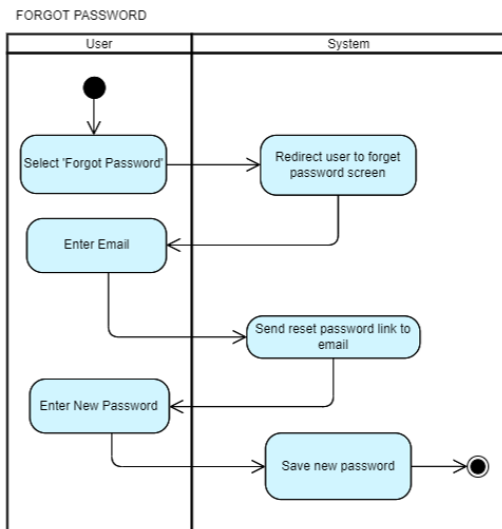 FORGOT PASSWORD
User
System
Select 'Forgot Password'
Redirect user to forget
password screen
Enter Email
Send reset password link to
email
Enter New Password
Save new password